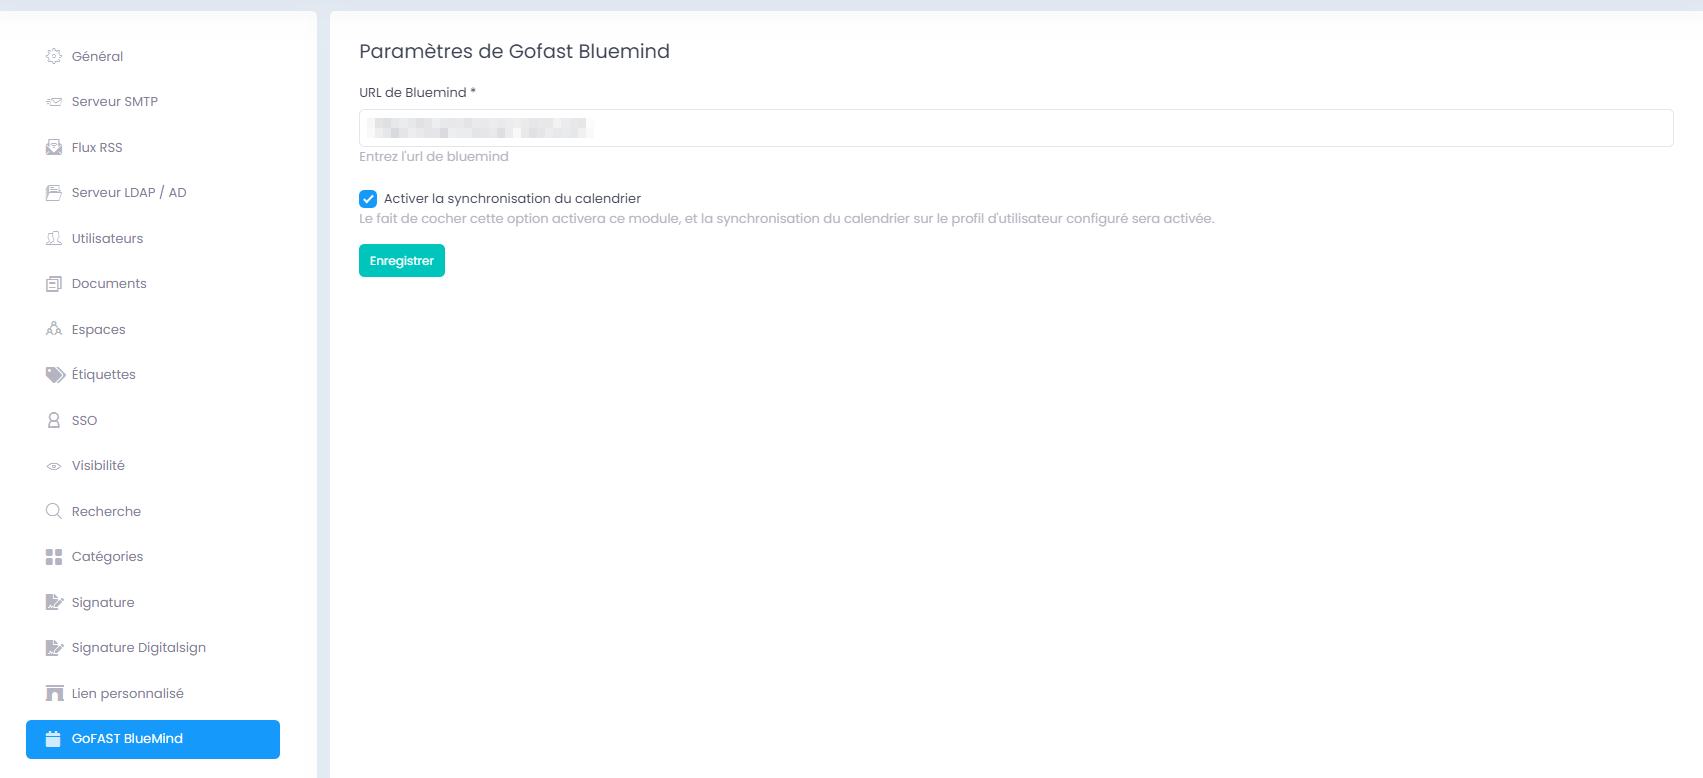 Général
Serveur SMTP
Flux RSS
Serveur LDAP / AD
Utilisateurs
Documents
Espaces
Étiquettes
SSO
Visibilité
Recherche
Catégories
Signature
Signature Digitalsign
Lien personnalisé
GoFAST BlueMind
Paramètres de Gofast Bluemind
URL de Bluemind *
Entrez l'url de bluemind
Activer la synchronisation du calendrier
Le fait de cocher cette option activera ce module, et la synchronisation du calendrier sur le profil d'utilisateur configuré sera activée.
Enregistrer